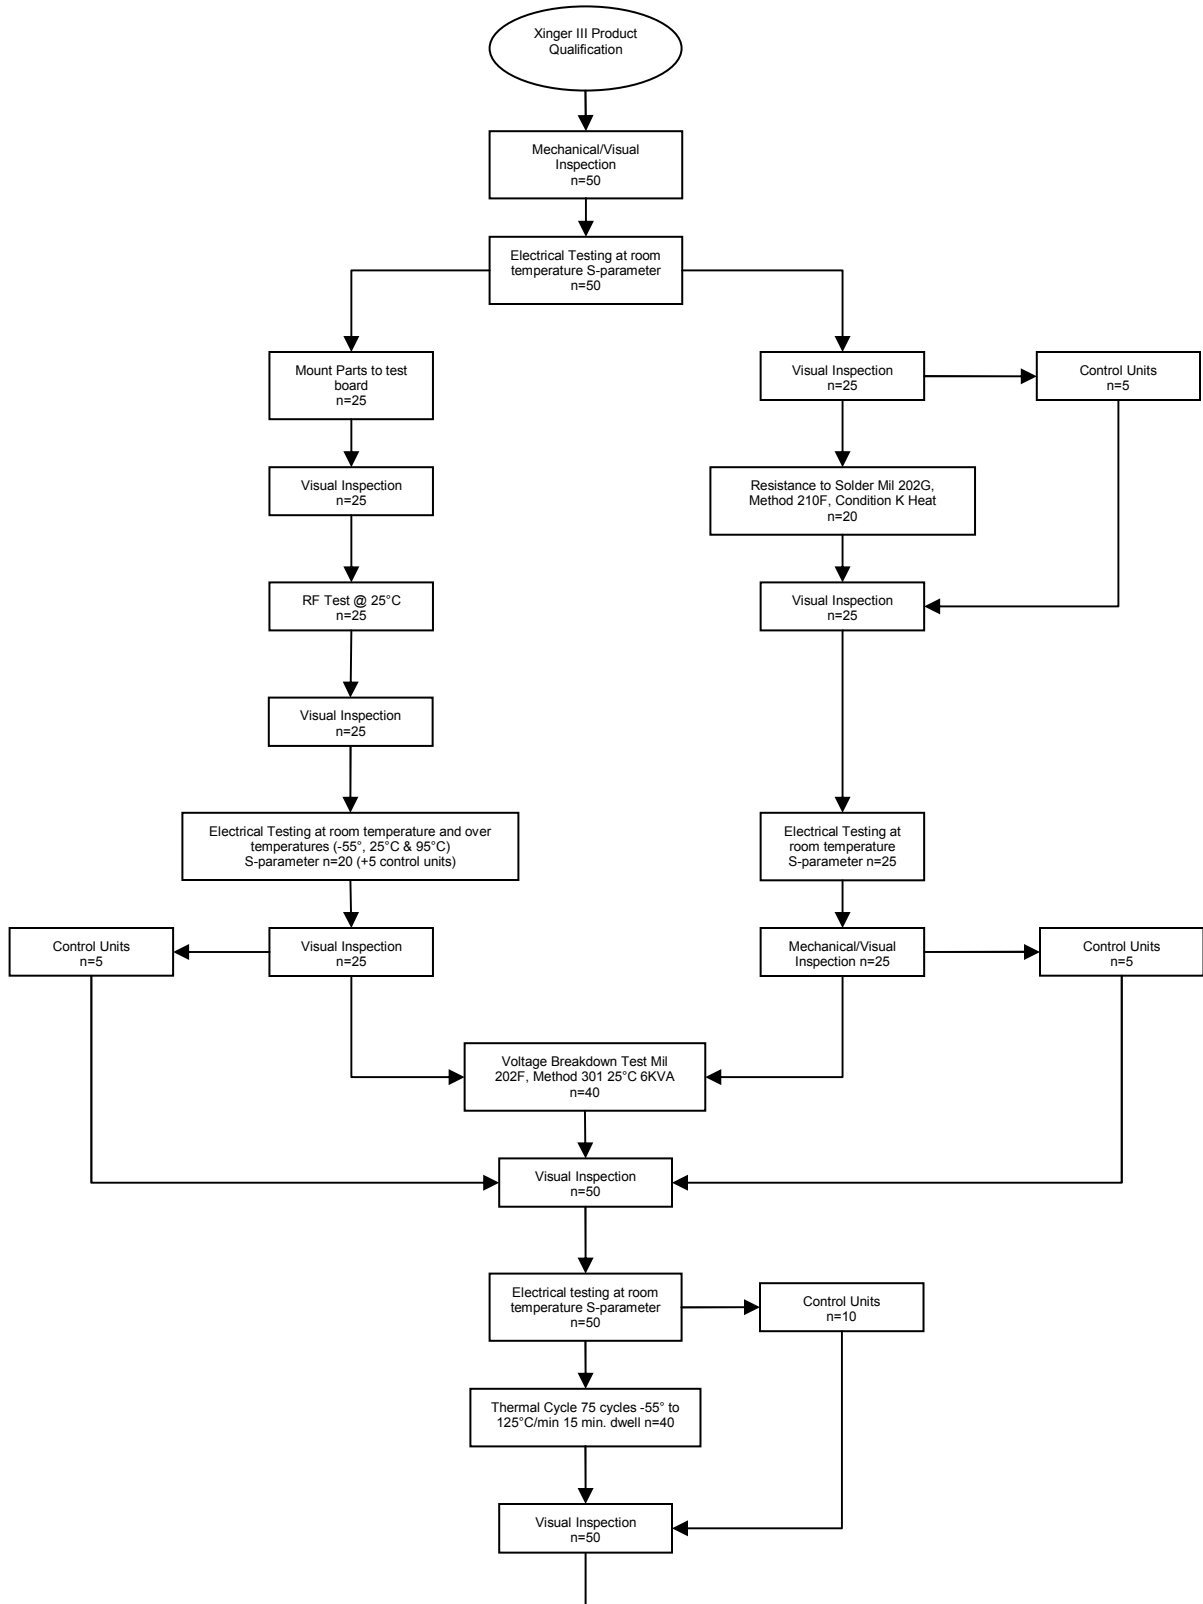 Xinger III Product
Qualification
Mechanical/Visual
Inspection
n=50
Electrical Testing at room
temperature S-parameter
n=50
Mount Parts to test
board
n=25
Visual Inspection
n=25
Control Units
n=5
Visual Inspection
n=25
Resistance to Solder Mil 202G,
Method 210F, Condition K Heat
n=20
RF Test @ 25°C
n=25
Visual Inspection
n=25
Visual Inspection
n=25
Electrical Testing at room temperature and over
temperatures (-55°, 25°C & 95°C)
S-parameter n=20 (+5 control units)
Electrical Testing at
room temperature
S-parameter n=25
Control Units
n=5
Visual Inspection
n=25
Mechanical/Visual
Inspection n=25
Control Units
n=5
Voltage Breakdown Test Mil
202F, Method 301 25°C 6KVA
n=40
Visual Inspection
n=50
Electrical testing at room
temperature S-parameter
n=50
Control Units
n=10
Thermal Cycle 75 cycles -55° to
125°C/min 15 min. dwell n=40
Visual Inspection
n=50